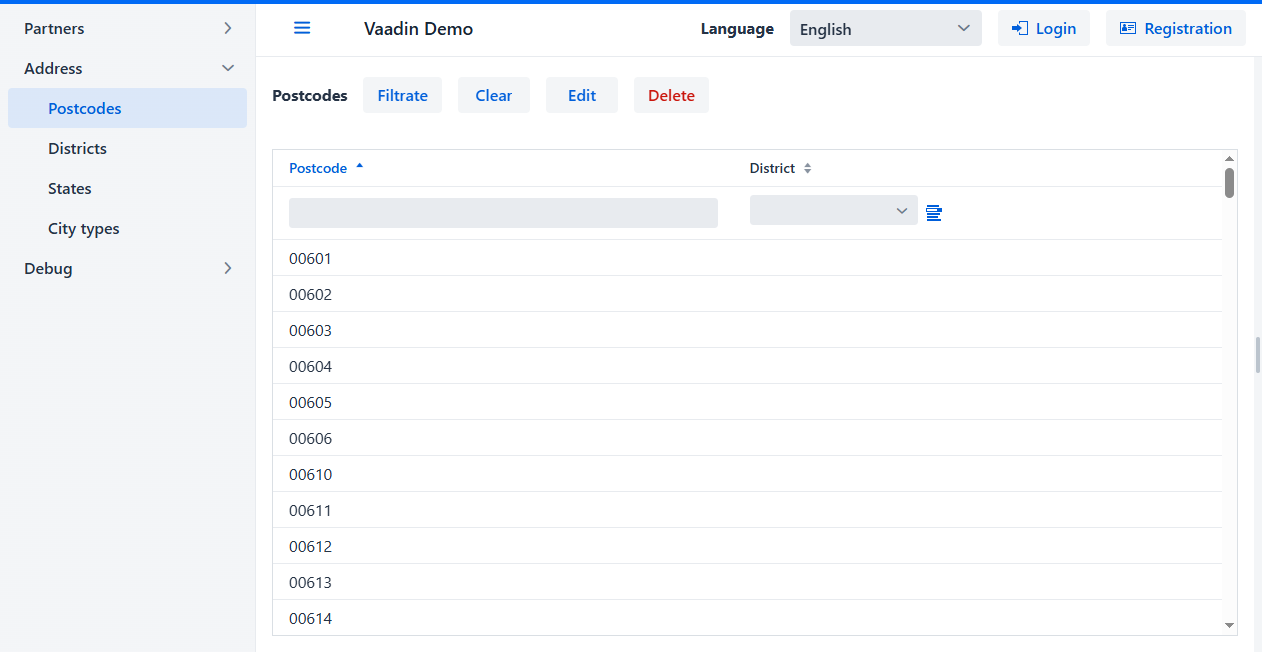 Partners
Address
Postcodes
Districts
States
City types
Debug
Vaadin Demo
Language
English
Login
Registration
Postcodes
Filtrate
Clear
Edit
Delete
Postcode
District
00601
00602
00603
00604
00605
00606
00610
00611
00612
00613
00614